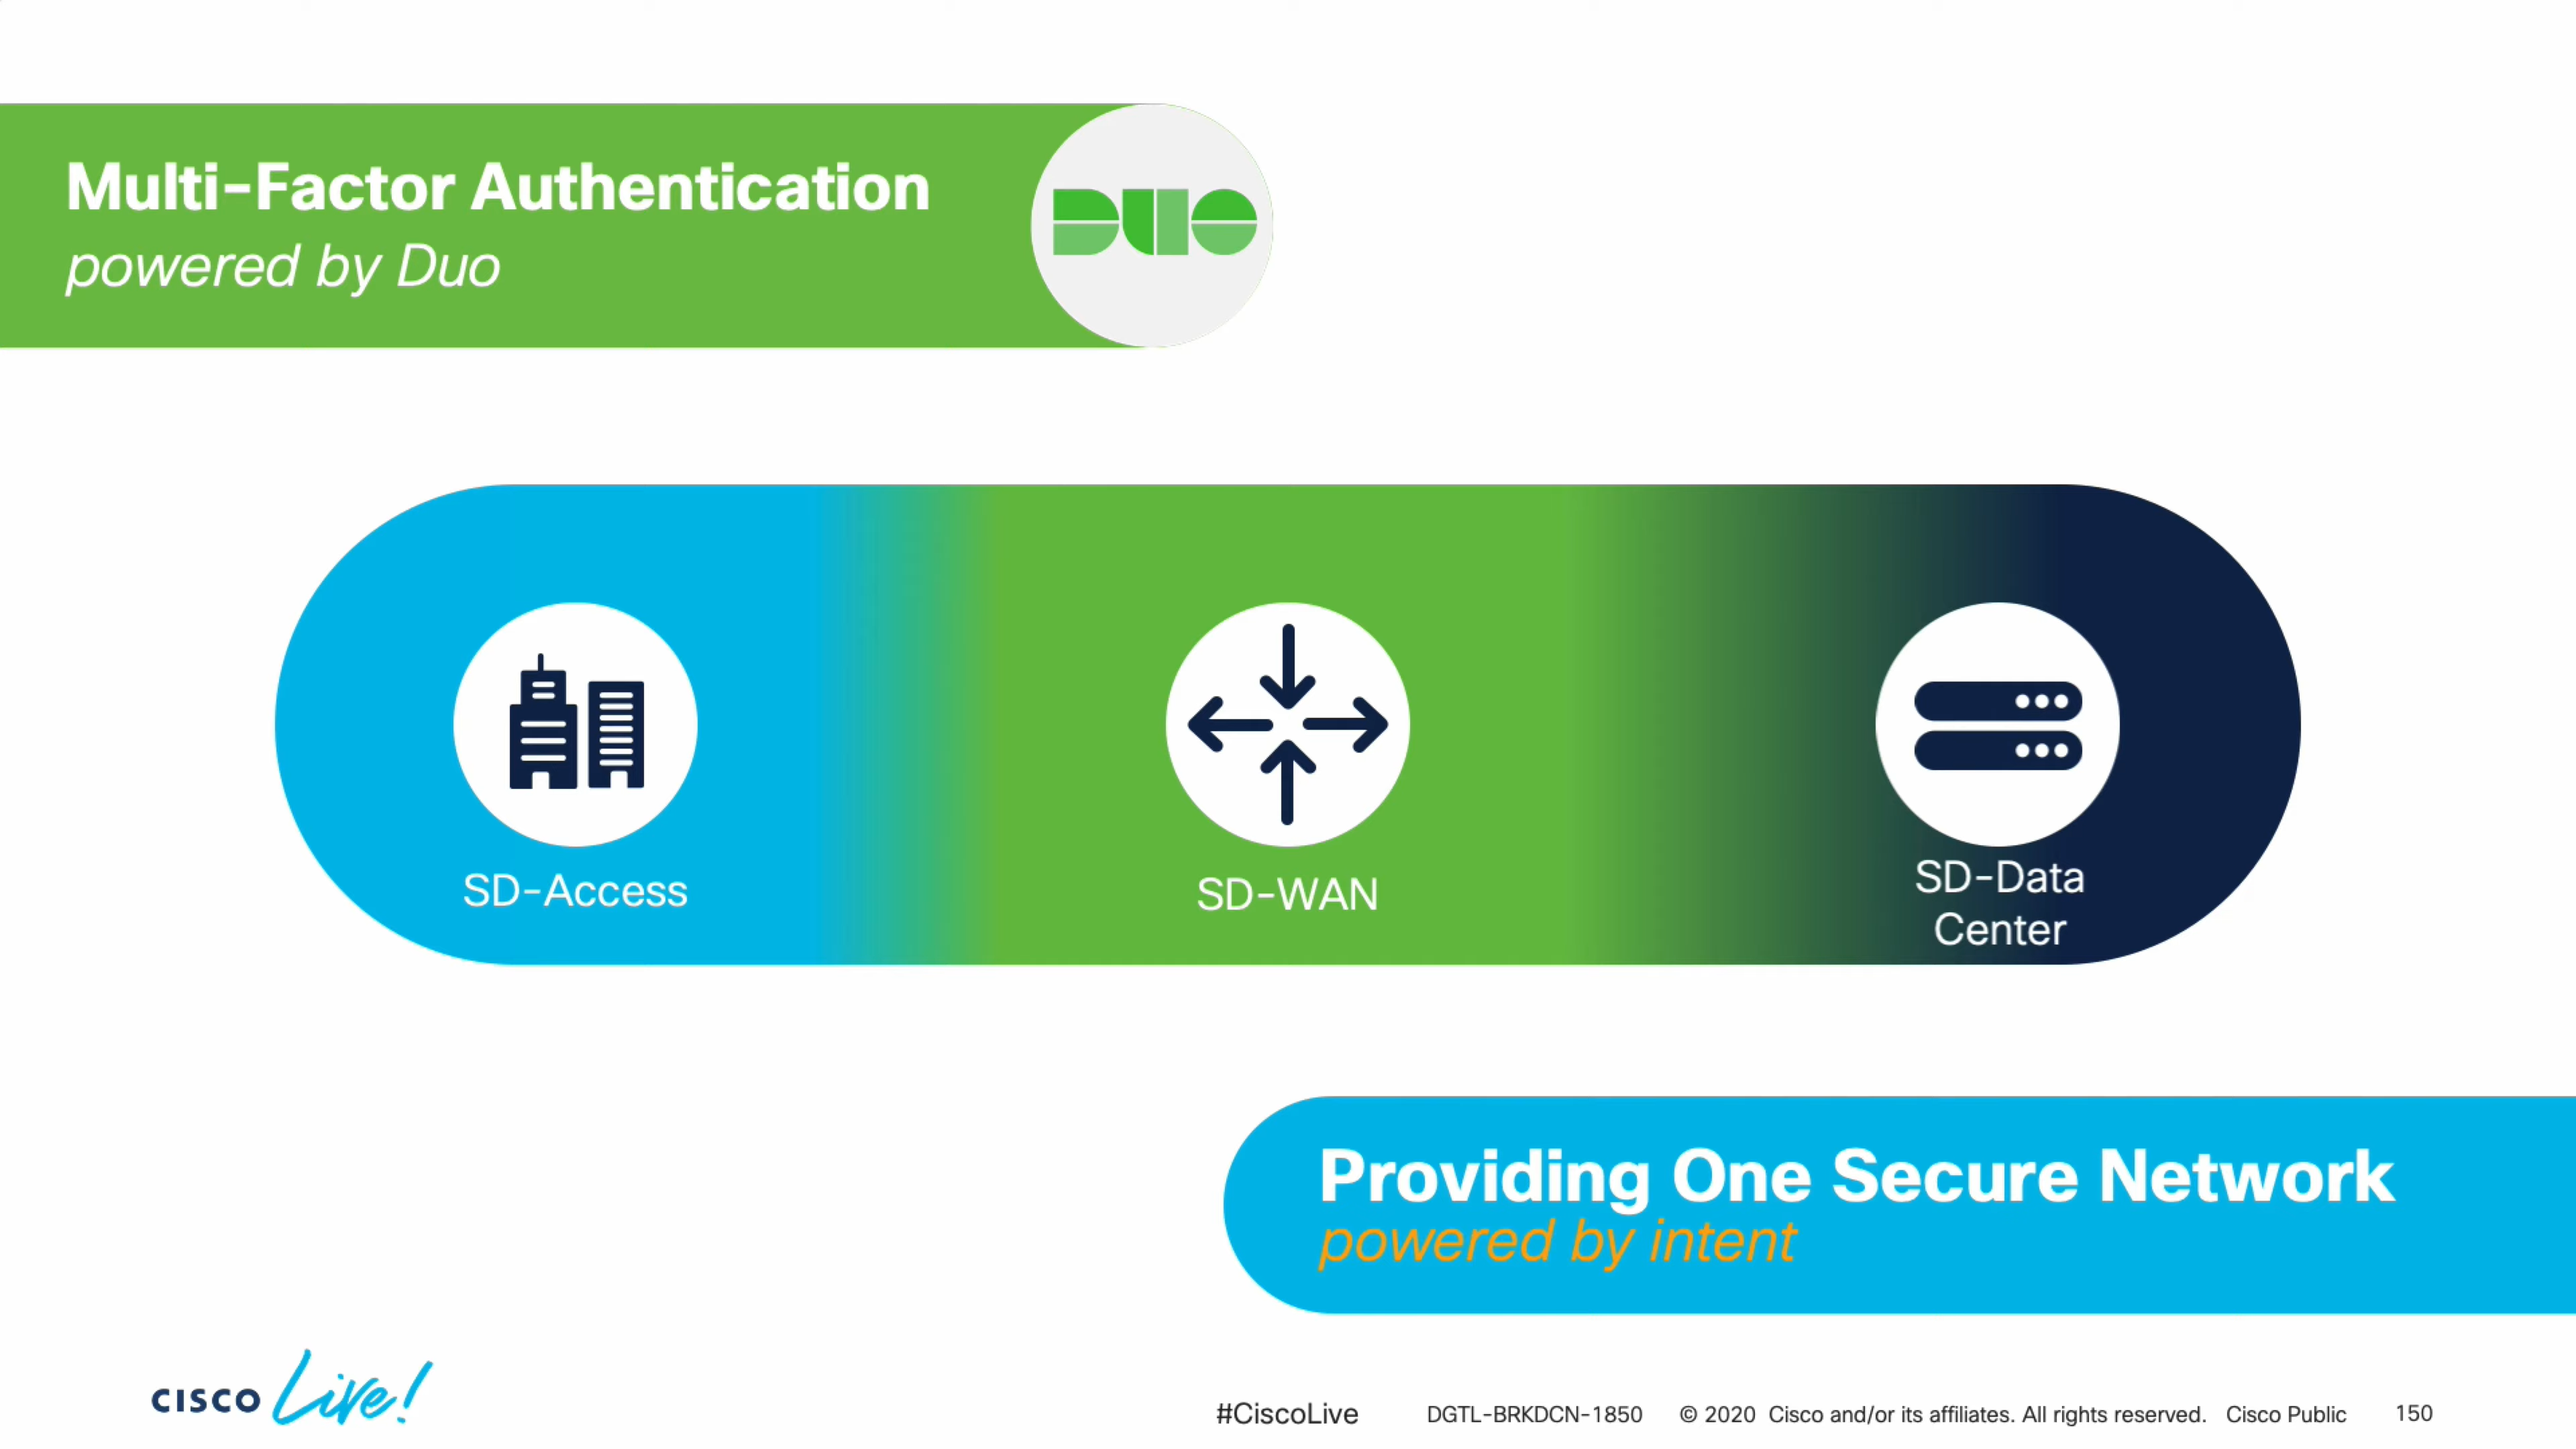 Multi-Factor Authentication
powered by Duo
DUO
SD-Access
SD-WAN
SD-Data
Center
Providing One Secure Network
powered by intent
CISCO Live!
#CiscoLive DGTL-BRKDCN-1850 © 2020 Cisco and/or its affiliates. All rights reserved. Cisco Public 150